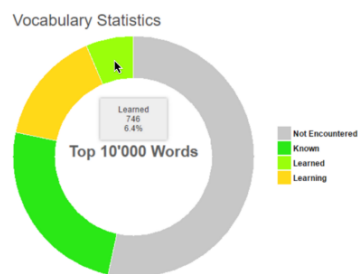 Vocabulary Statistics
Learned
746
6.4%
Top 10'000 Words
Not Encountered
Known
Learned
Learning